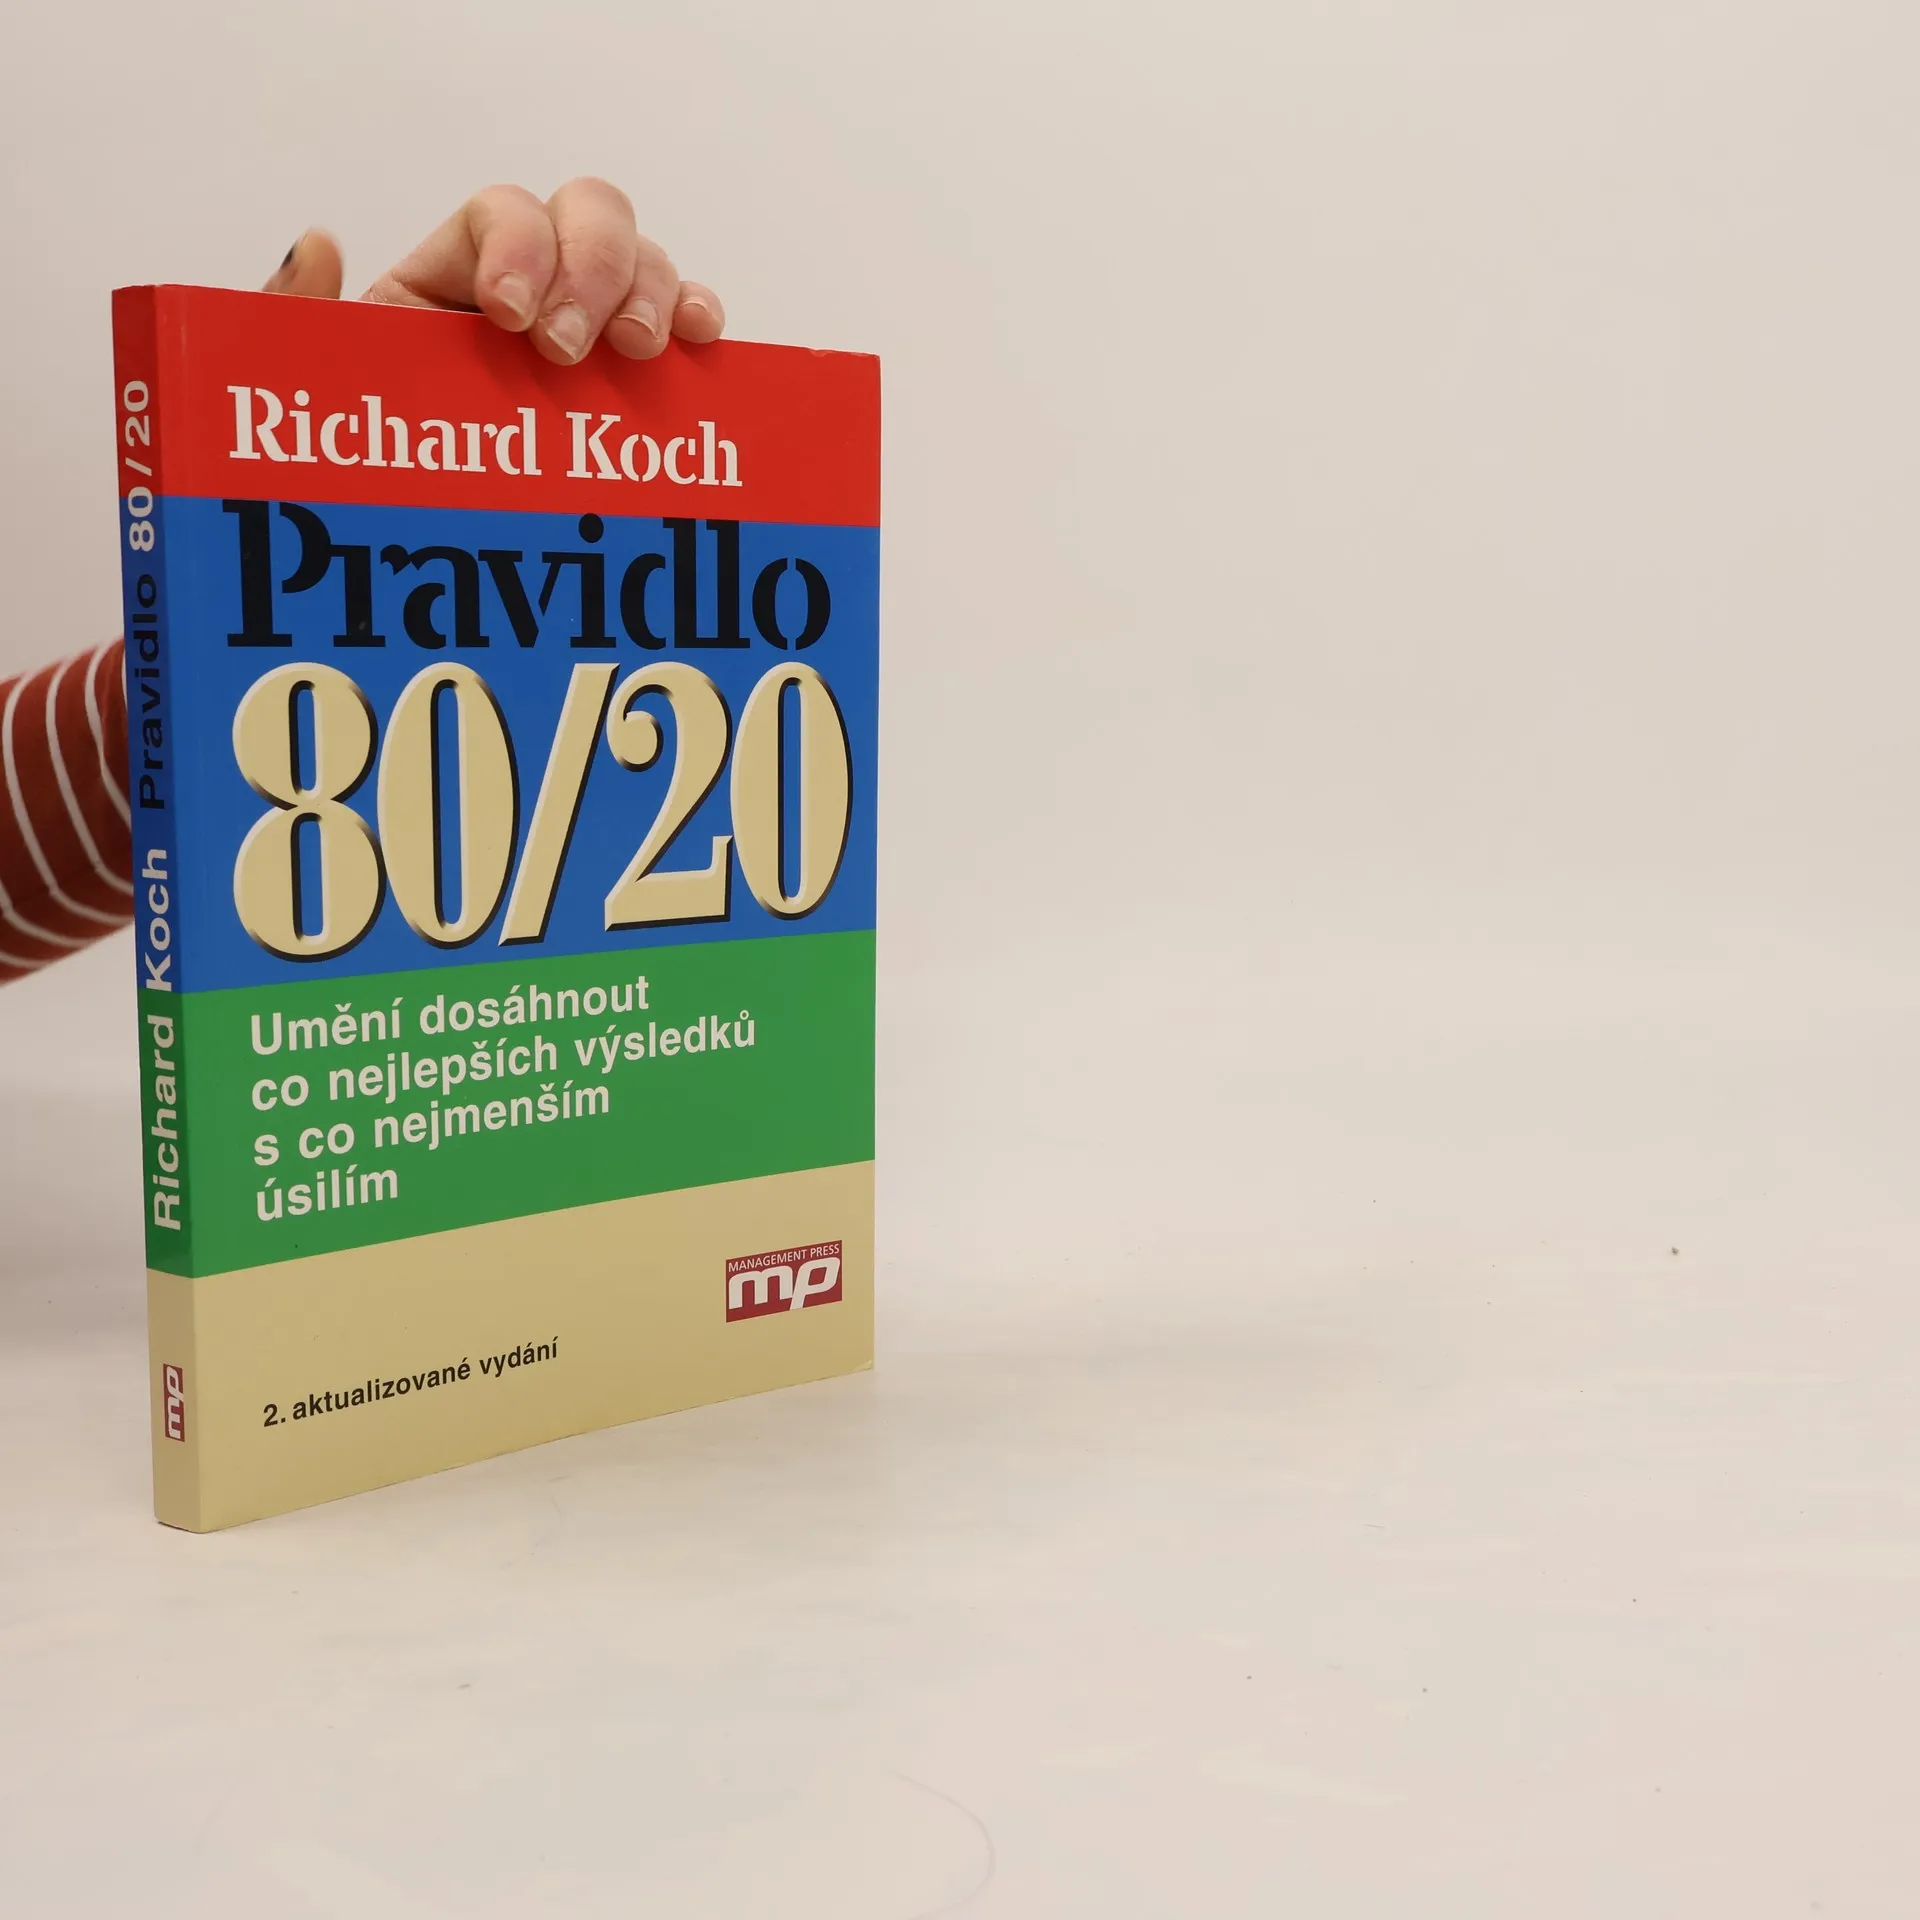 Richard Koch
Pravidlo
80/20
Umění dosáhnout
co nejlepších výsledků
s co nejmenším
úsilím
MANAGEMENT PRESS
mp
2. aktualizované vydání
Richard Koch Pravidlo 80/20
mp